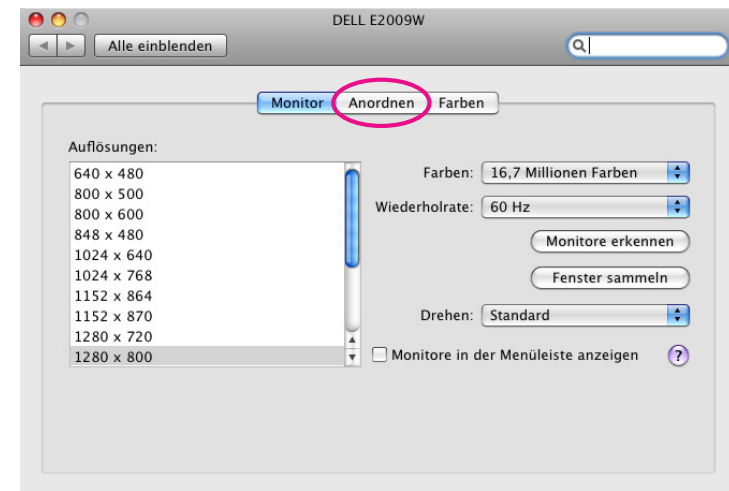 DELL E2009W
Alle einblenden
Monitor Anordnen Farben
Auflösungen:
640 x 480
800 x 500
800 x 600
848 x 480
1024 x 640
1024 x 768
1152 x 864
1152 x 870
1280 x 720
1280 x 800
Farben: 16,7 Millionen Farben
Wiederholrate: 60 Hz
Monitore erkennen
Fenster sammeln
Drehen: Standard
Monitore in der Menüleiste anzeigen ?